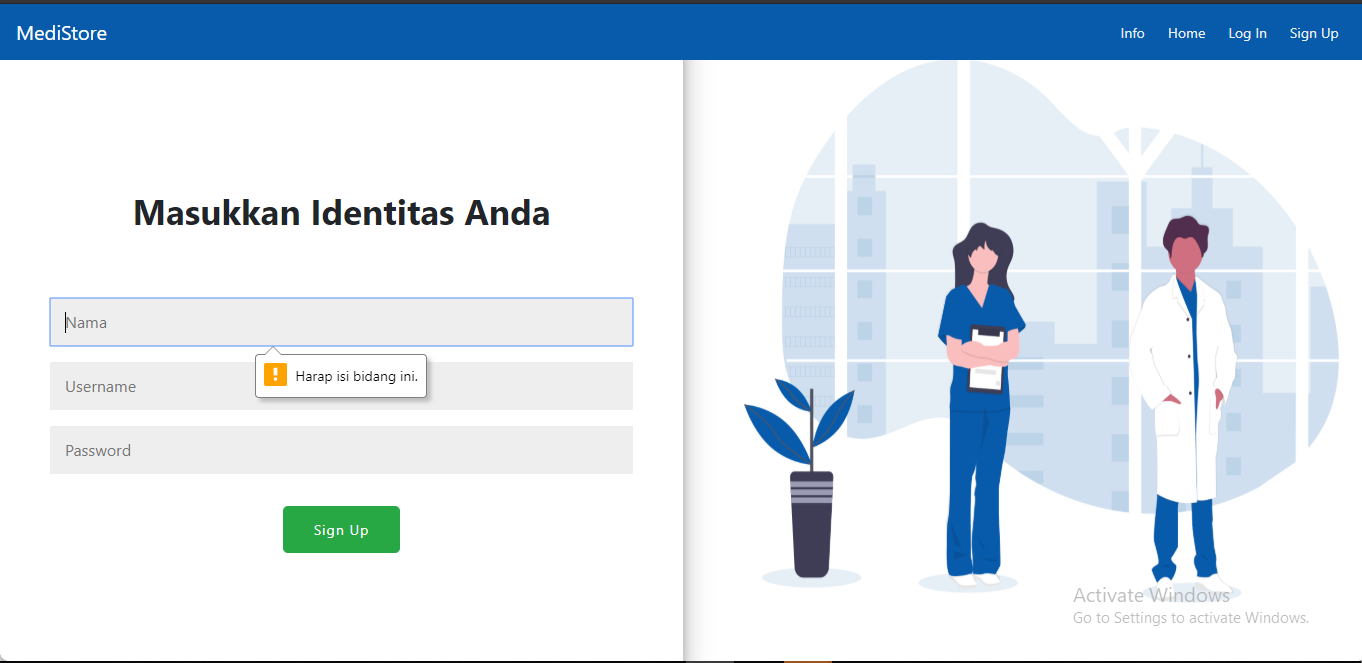 MediStore
Info Home Log In Sign Up
Masukkan Identitas Anda
Nama
Harap isi bidang ini.
Username
Password
Sign Up
Activate Windows
Go to Settings to activate Windows.